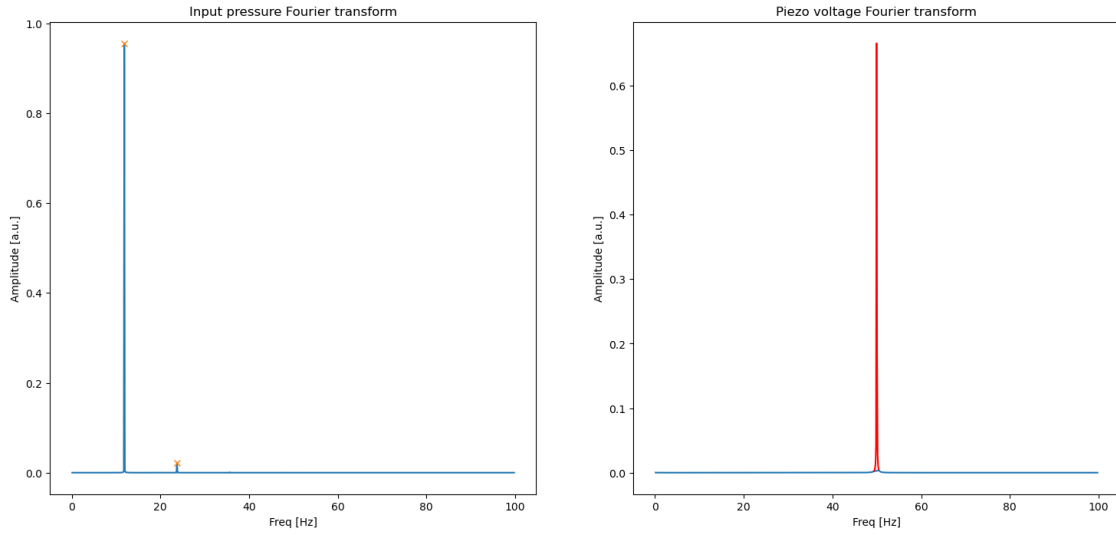 Input pressure Fourier transform
1.0
0.8
0.6
0.4
0.2
0.0
Amplitude [a.u.]
0 20 40 60 80 100
Freq [Hz]
Piezo voltage Fourier transform
0.6
0.5
0.4
0.3
0.2
0.1
0.0
Amplitude [a.u.]
0 20 40 60 80 100
Freq [Hz]